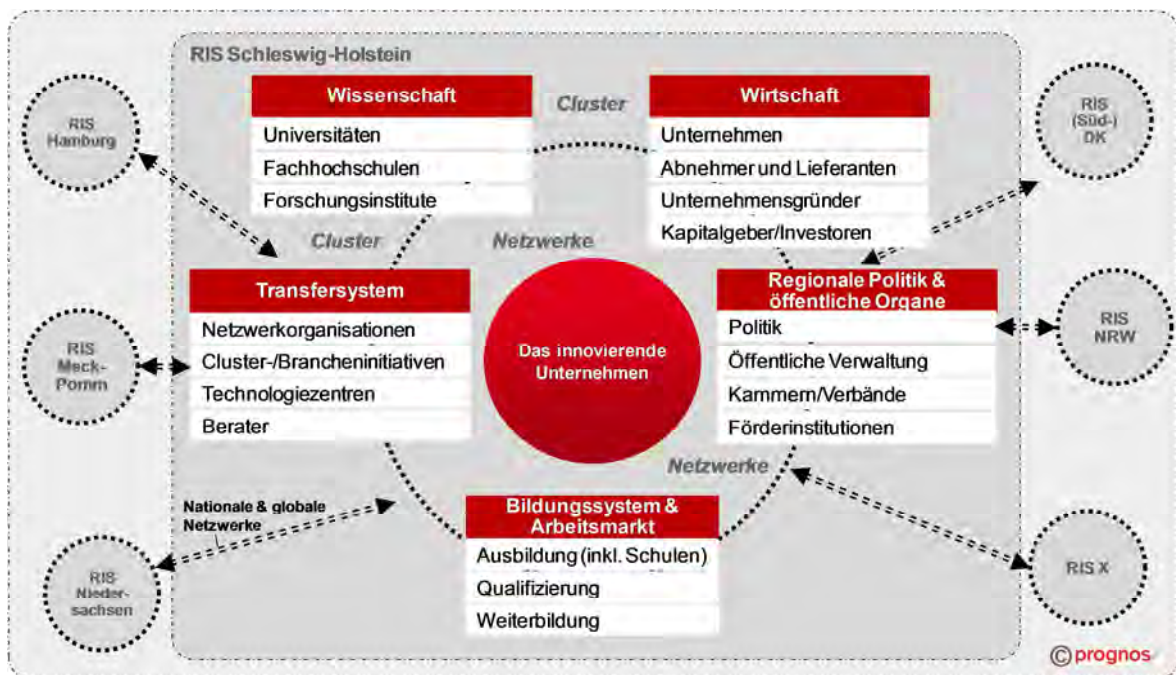 RIS Schleswig-Holstein
Wissenschaft
Universitäten
Fachhochschulen
Forschungsinstitute
Cluster
Wirtschaft
Unternehmen
Abnehmer und Lieferanten
Unternehmensgründer
Kapitalgeber/Investoren
RIS
Hamburg
RIS
(Süd-)
DK
Cluster
Netzwerke
Transfersystem
Netzwerkorganisationen
Cluster-/Brancheninitiativen
Technologiezentren
Berater
Das innovierende
Unternehmen
Regionale Politik &
öffentliche Organe
Politik
Öffentliche Verwaltung
Kammern/Verbände
Förderinstitutionen
RIS
Meck-
Pomm
RIS
NRW
Netzwerke
Nationale & globale
Netzwerke
Bildungssystem &
Arbeitsmarkt
Ausbildung (inkl. Schulen)
Qualifizierung
Weiterbildung
RIS
Nieder-
sachsen
RIS X
© prognos